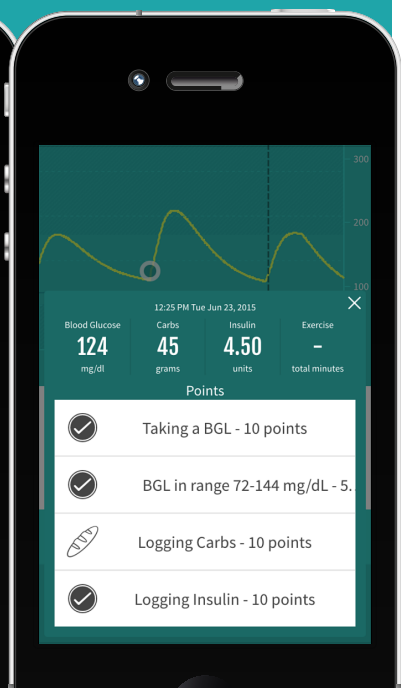 300
200
100
12:25 PM Tue Jun 23, 2015
Blood Glucose Carbs Insulin Exercise
124 45 4.50 -
mg/dl grams units total minutes
Points
Taking a BGL - 10 points
BGL in range 72-144 mg/dL - 5.
Logging Carbs - 10 points
Logging Insulin - 10 points